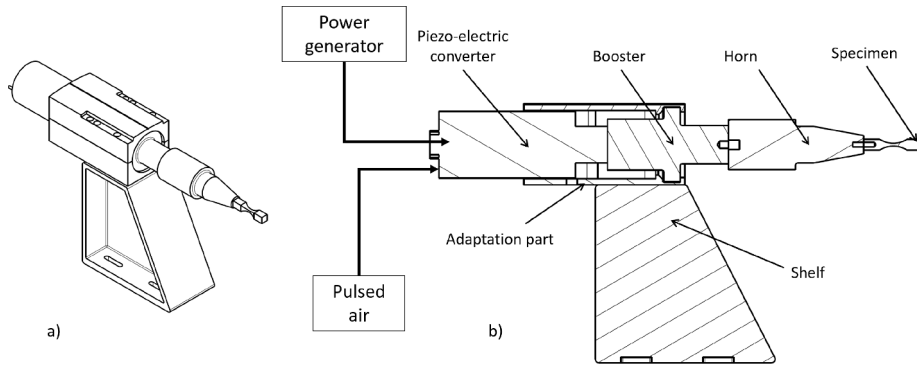 Power
generator
Piezo-electric
converter
Booster
Horn
Specimen
Adaptation part
Shelf
Pulsed
air
a)
b)